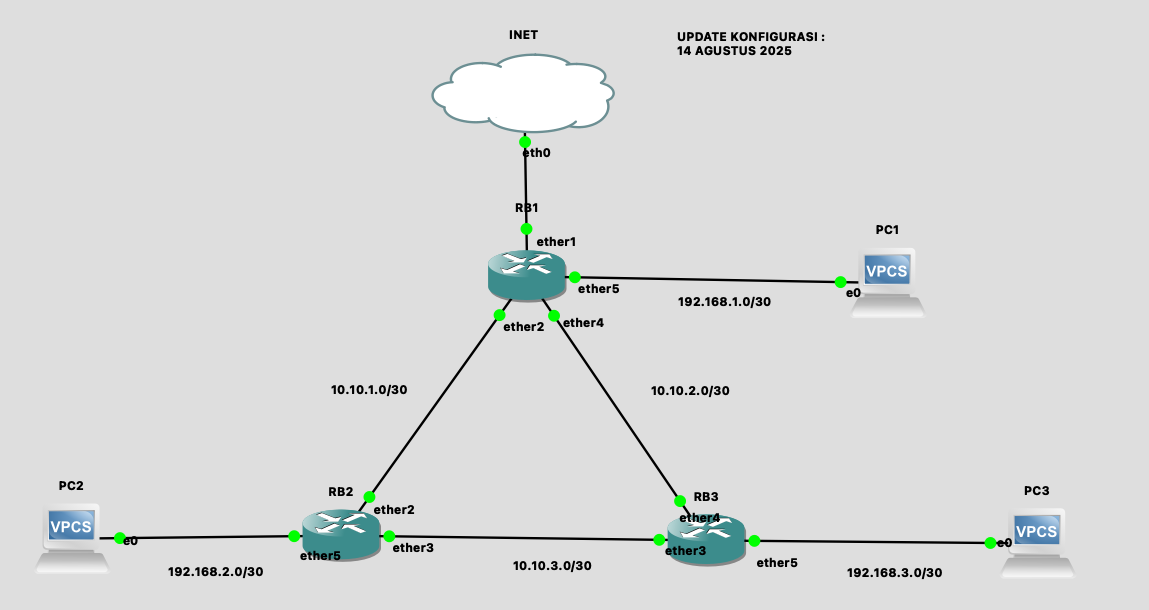 INET
UPDATE KONFIGURASI :
14 AGUSTUS 2025
eth0
RB1
ether1
PC1
VPCS
e0
ether5
192.168.1.0/30
ether2
ether4
10.10.1.0/30
10.10.2.0/30
PC2
VPCS
e0
RB2
ether2
ether5
ether3
192.168.2.0/30
10.10.3.0/30
RB3
ether4
ether3
ether5
PC3
VPCS
e0
192.168.3.0/30